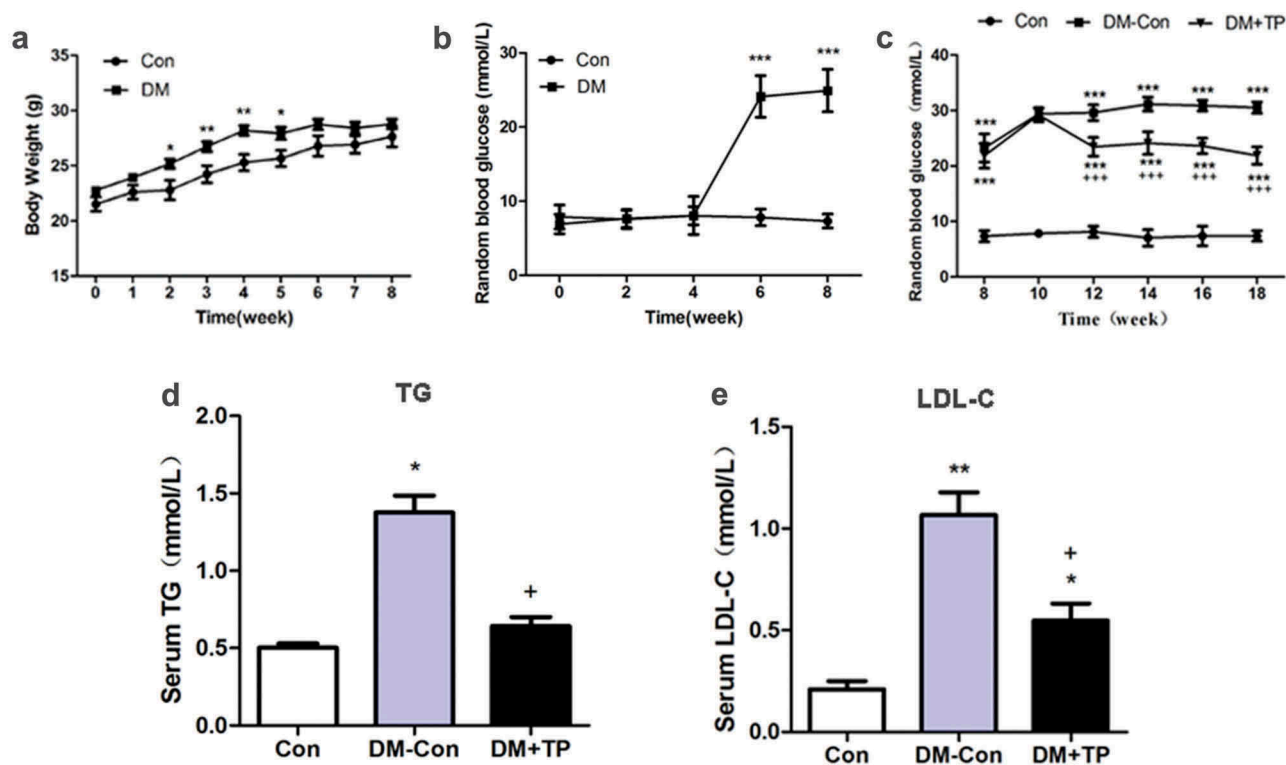 a
Body Weight (g)
35
30
25
20
15
Con
DM
*
**
**
*
0 1 2 3 4 5 6 7 8
Time(week)
b
Random blood glucose (mmol/L)
30
20
10
0
Con
DM
***
***
0 2 4 6 8
Time(week)
Con DM-Con DM+TP
c
Random blood glucose (mmol/L)
40
30
20
10
0
*** *** *** *** ***
*** *** *** *** ***
+++ +++ +++ +++
8 10 12 14 16 18
Time (week)
d
TG
Serum TG (mmol/L)
2.0
1.5
1.0
0.5
0.0
*
+
Con DM-Con DM+TP
e
LDL-C
Serum LDL-C (mmol/L)
1.5
1.0
0.5
0.0
**
+
*
Con DM-Con DM+TP